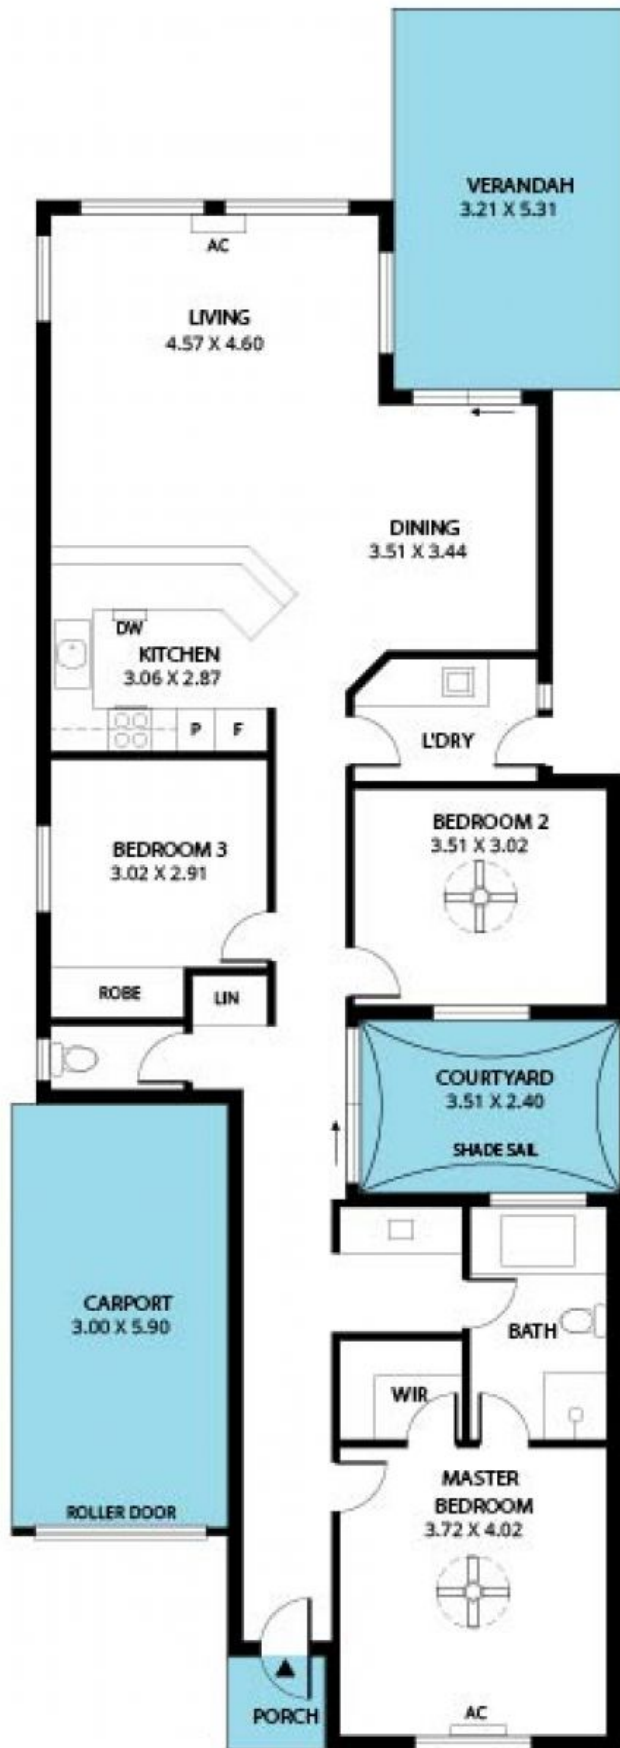 VERANDAH
3.21 X 5.31
AC
LIVING
4.57 X 4.60
DINING
3.51 X 3.44
DW
KITCHEN
3.06 X 2.87
P
F
L'DRY
BEDROOM 3
3.02 X 2.91
BEDROOM 2
3.51 X 3.02
ROBE
LIN
COURTYARD
3.51 X 2.40
SHADE SAIL
CARPORT
3.00 X 5.90
ROLLER DOOR
BATH
WIR
MASTER
BEDROOM
3.72 X 4.02
PORCH
AC